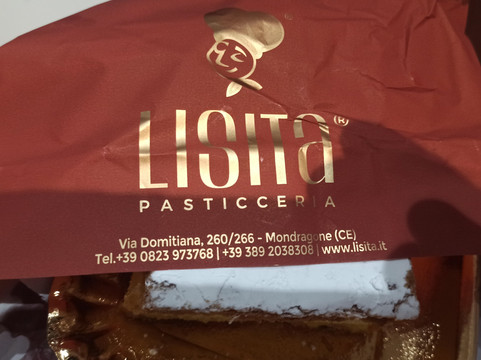 LISITA®
PASTICCERIA
Via Domitiana, 260/266 - Mondragone (CE)
Tel.+39 0823 973768 | +39 389 2038308 | www.lisita.it